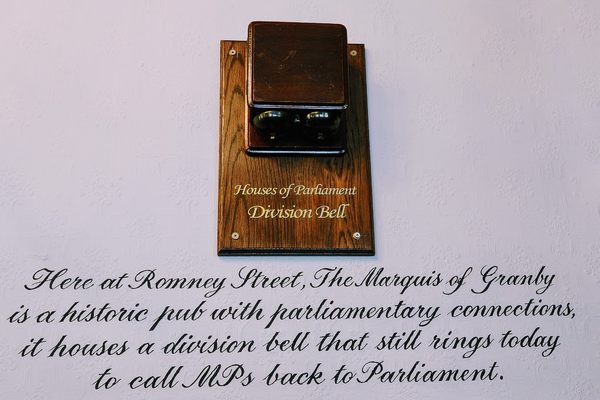 Houses of Parliament
Division Bell
Here at Romney Street, The Marquis of Granby
is a historic pub with parliamentary connections,
it houses a division bell that still rings today
to call MPs back to Parliament.